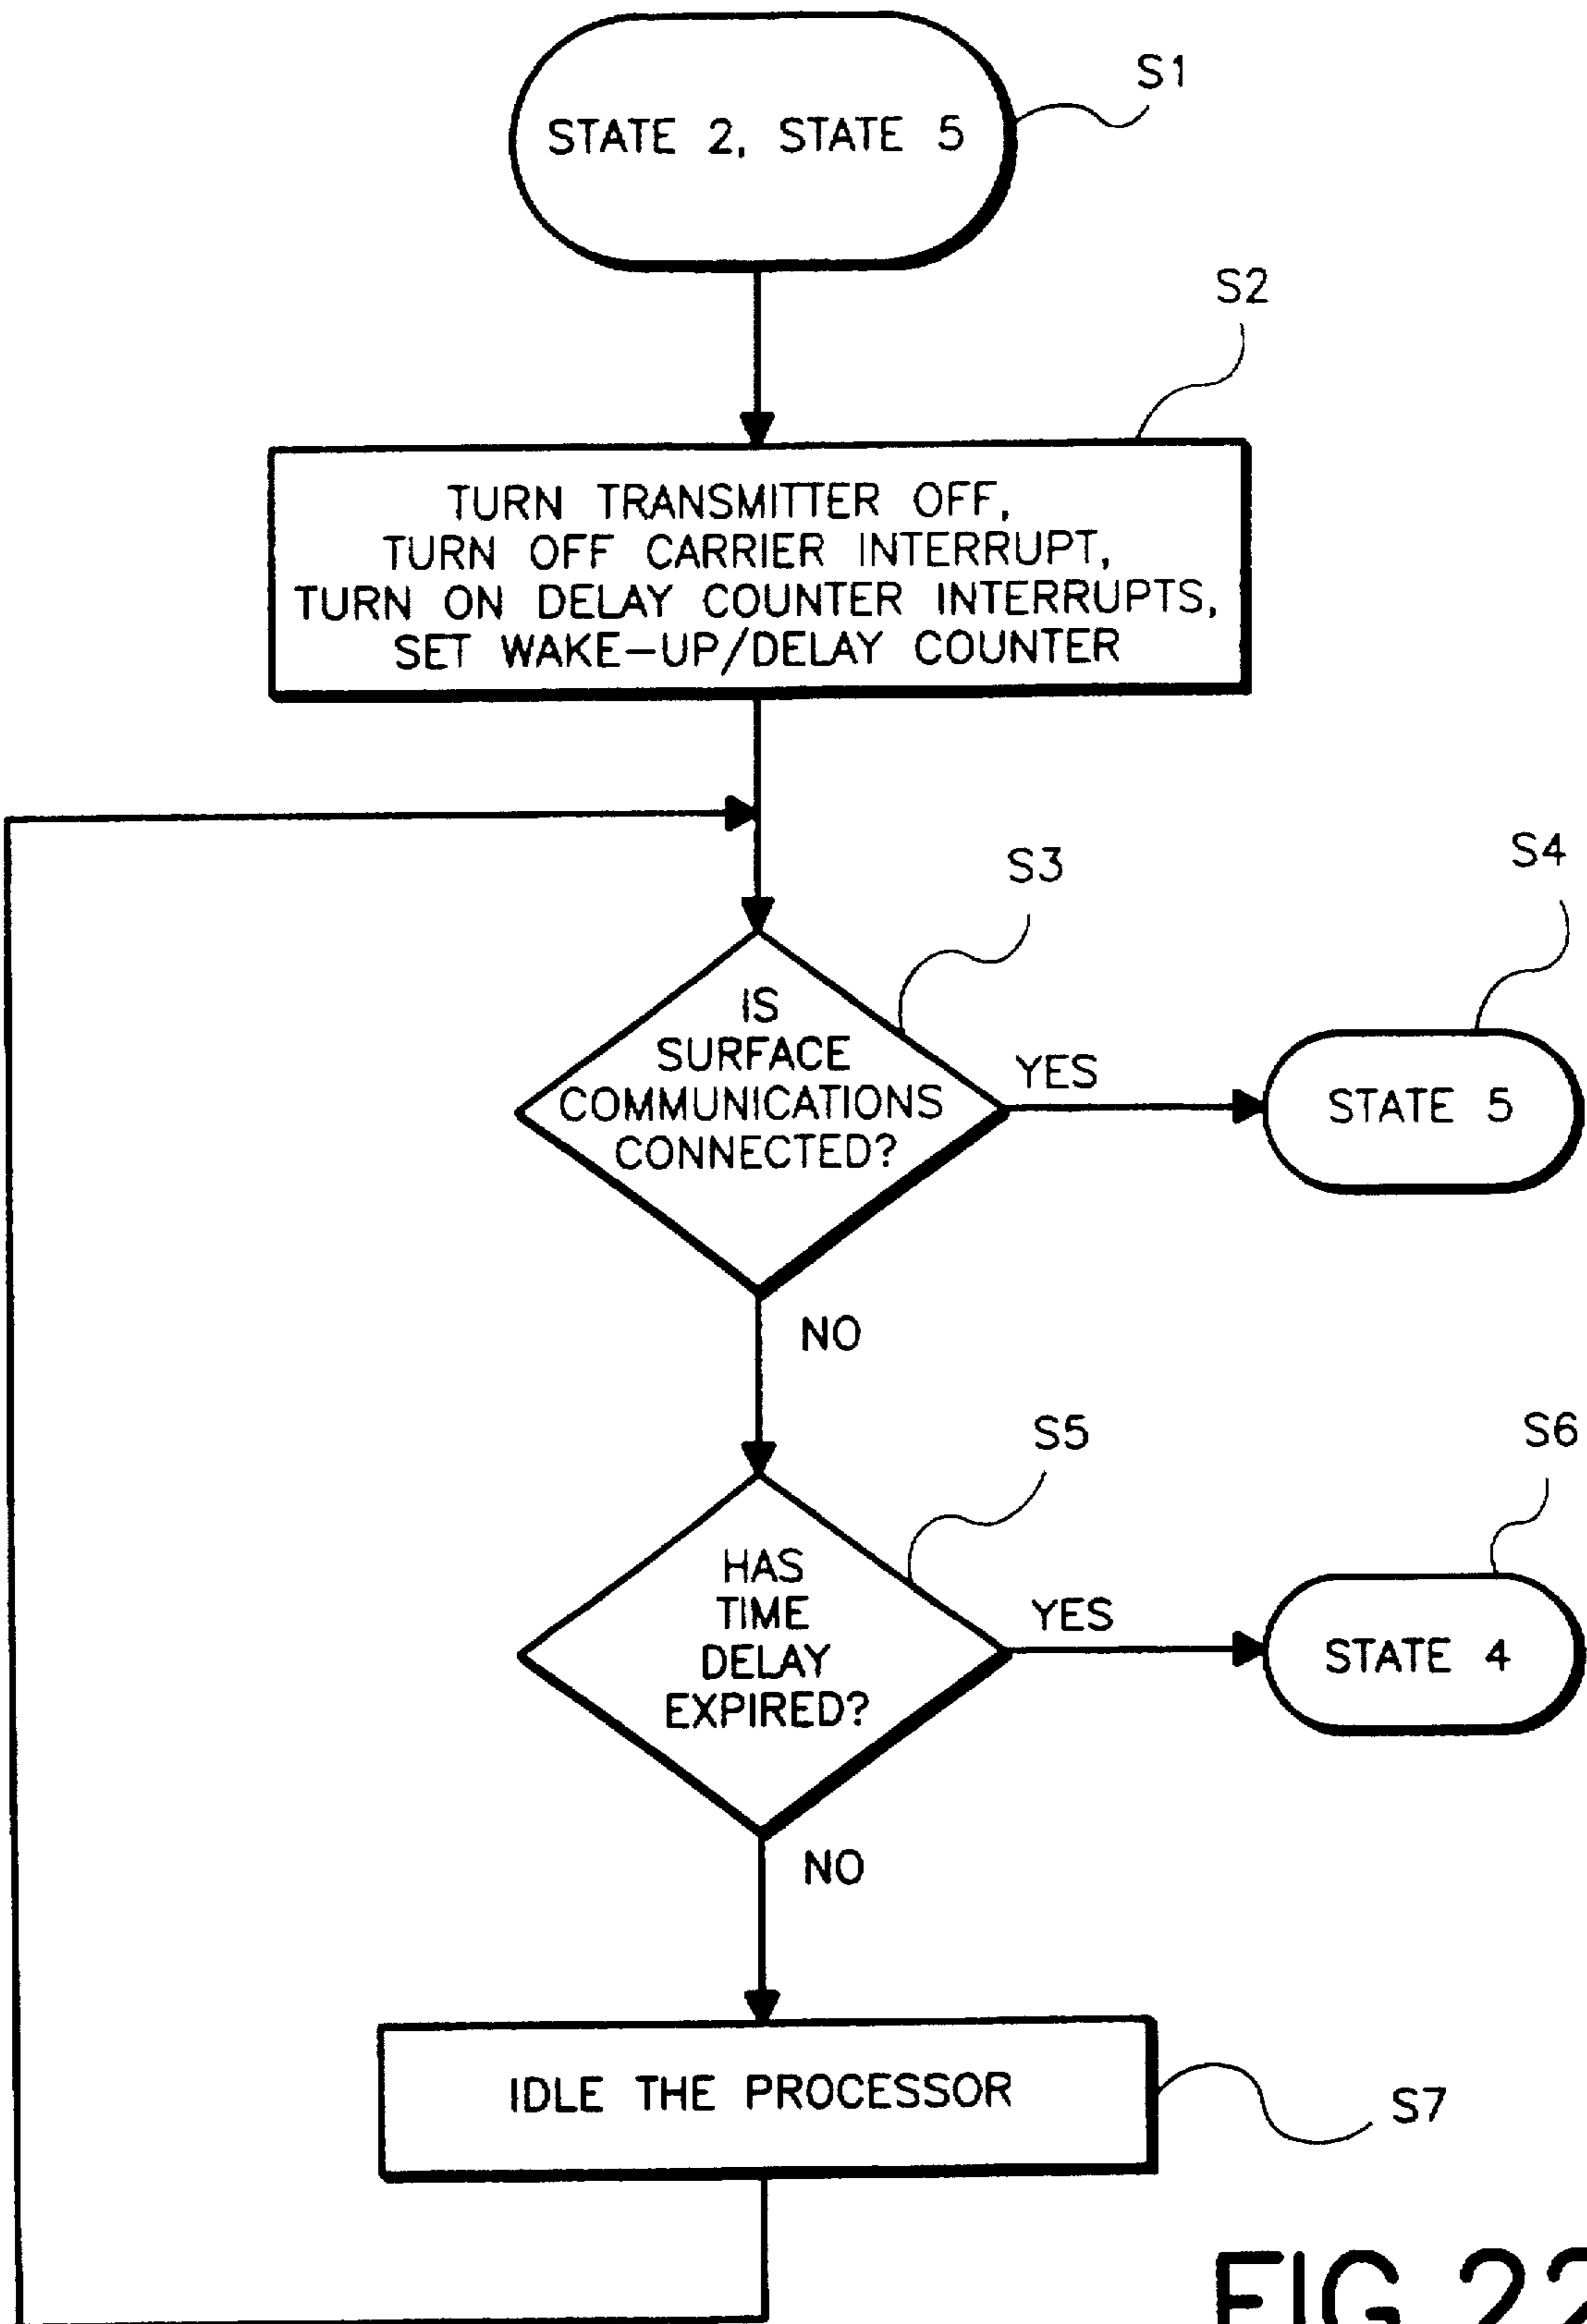 S1
STATE 2, STATE 5
S2
TURN TRANSMITTER OFF,
TURN OFF CARRIER INTERRUPT,
TURN ON DELAY COUNTER INTERRUPTS,
SET WAKE-UP/DELAY COUNTER
S3
S4
IS
SURFACE
COMMUNICATIONS
CONNECTED?
YES
STATE 5
NO
S5
S6
HAS
TIME
DELAY
EXPIRED?
YES
STATE 4
NO
IDLE THE PROCESSOR
S7
FIG. 22